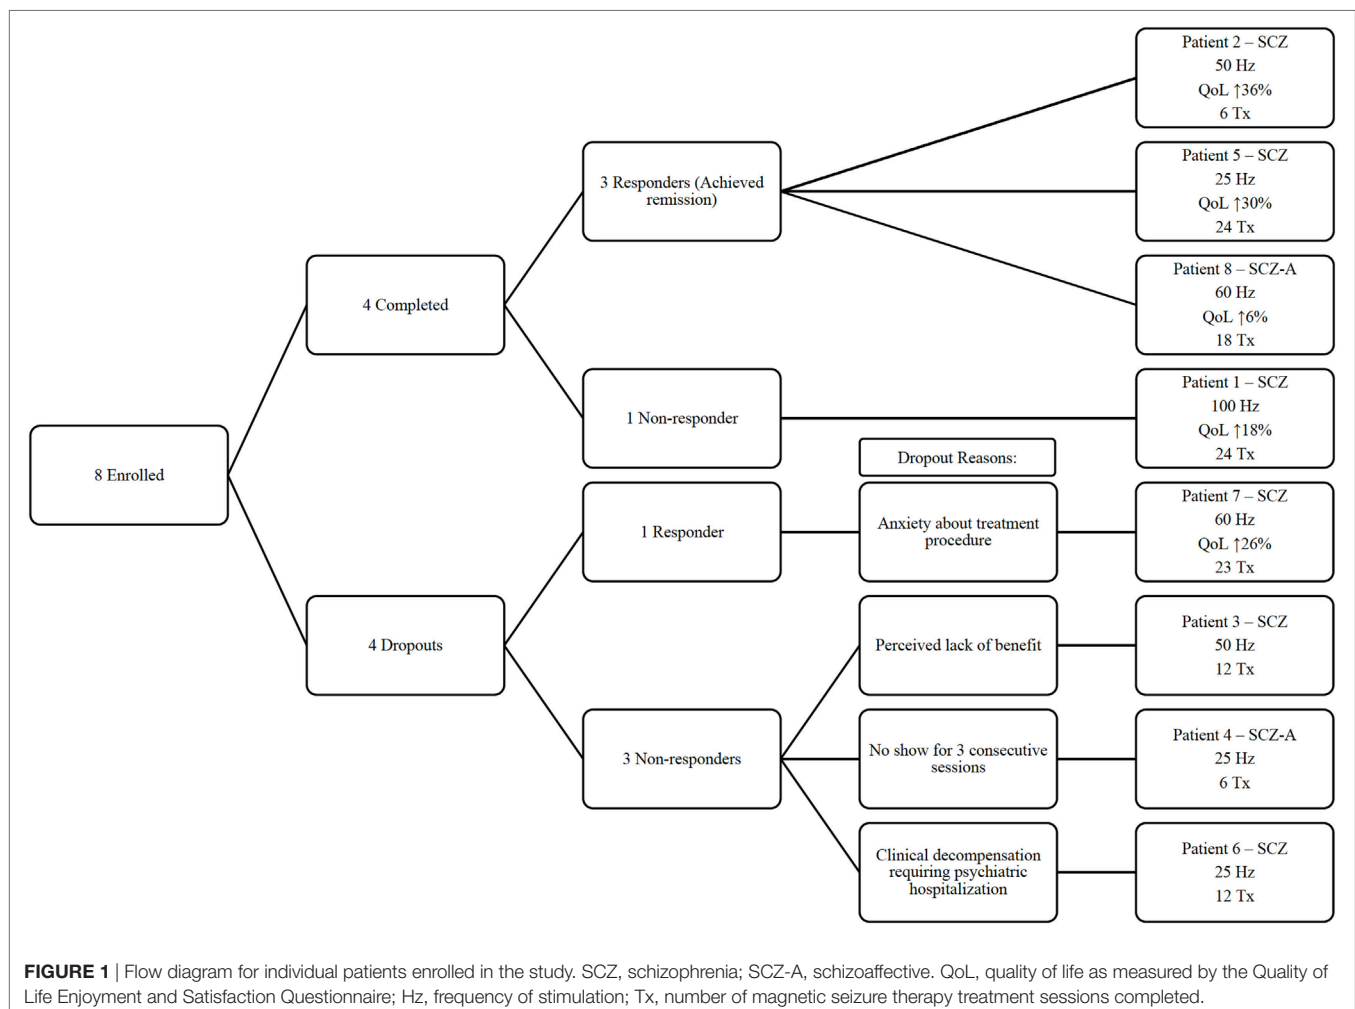 8 Enrolled
4 Completed
3 Responders (Achieved
remission)
Patient 2 – SCZ
50 Hz
QoL ↑36%
6 Tx
Patient 5 – SCZ
25 Hz
QoL ↑30%
24 Tx
Patient 8 – SCZ-A
60 Hz
QoL ↑6%
18 Tx
1 Non-responder
Patient 1 – SCZ
100 Hz
QoL ↑18%
24 Tx
4 Dropouts
Dropout Reasons:
1 Responder
Anxiety about treatment
procedure
Patient 7 – SCZ
60 Hz
QoL ↑26%
23 Tx
3 Non-responders
Perceived lack of benefit
Patient 3 – SCZ
50 Hz
12 Tx
No show for 3 consecutive
sessions
Patient 4 – SCZ-A
25 Hz
6 Tx
Clinical decompensation
requiring psychiatric
hospitalization
Patient 6 – SCZ
25 Hz
12 Tx
FIGURE 1 | Flow diagram for individual patients enrolled in the study. SCZ, schizophrenia; SCZ-A, schizoaffective. QoL, quality of life as measured by the Quality of
Life Enjoyment and Satisfaction Questionnaire; Hz, frequency of stimulation; Tx, number of magnetic seizure therapy treatment sessions completed.